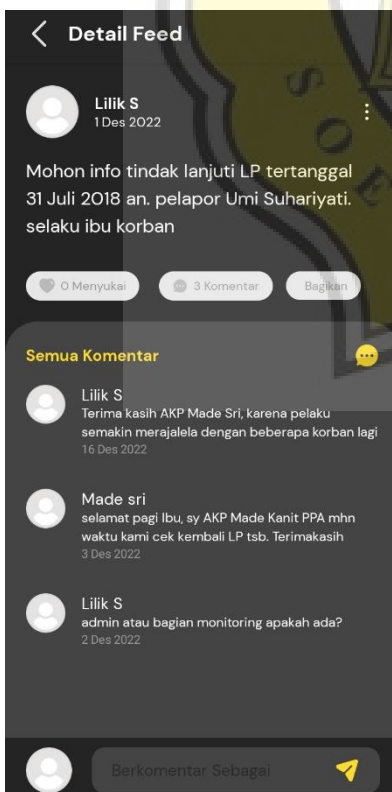 Detail Feed
Lilik S
1 Des 2022
Mohon info tindak lanjuti LP tertanggal
31 Juli 2018 an. pelapor Umi Suhariyati.
selaku ibu korban
0 Menyukai
3 Komentar
Bagikan
Semua Komentar
Lilik S
Terima kasih AKP Made Sri, karena pelaku
semakin merajalela dengan beberapa korban lagi
16 Des 2022
Made sri
selamat pagi Ibu, sy AKP Made Kanit PPA mhn
waktu kami cek kembali LP tsb. Terimakasih
3 Des 2022
Lilik S
admin atau bagian monitoring apakah ada?
2 Des 2022
Berkomentar Sebagai